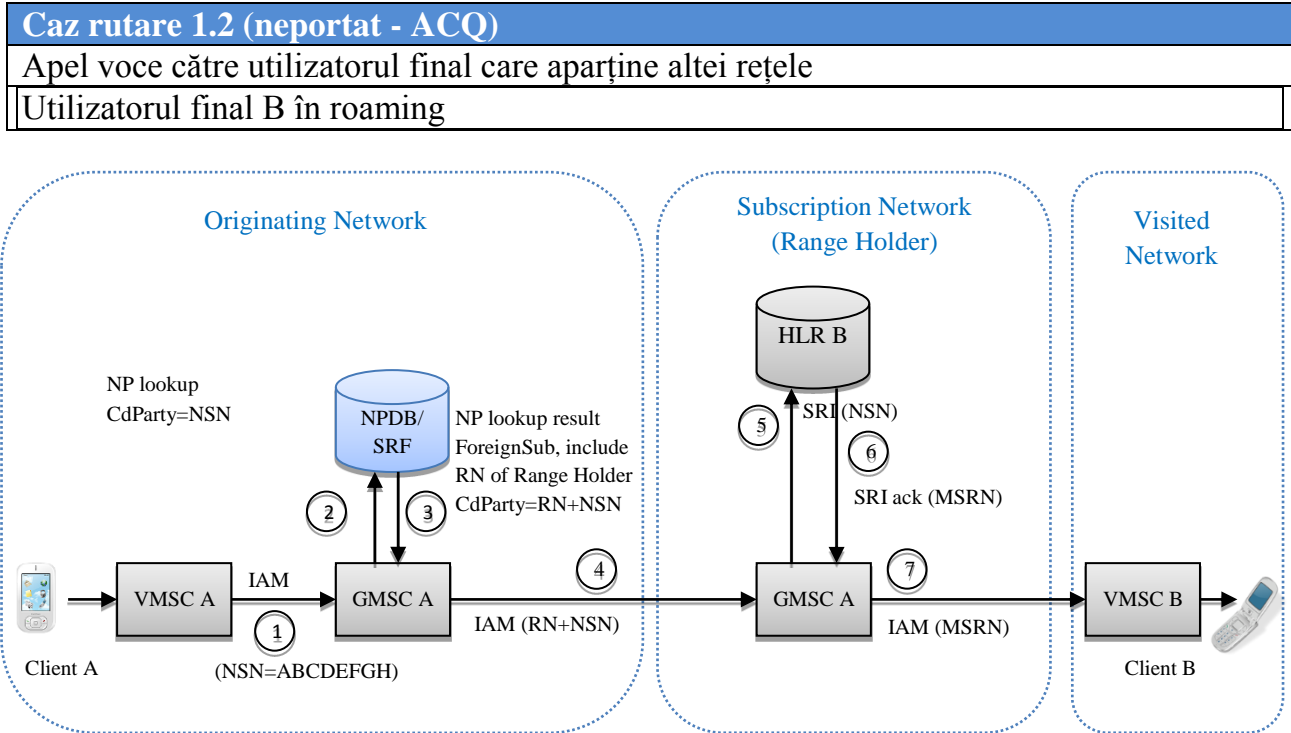 Caz rutare 1.2 (neportat - ACQ)
Apel voce către utilizatorul final care aparține altei rețele
Utilizatorul final B în roaming
Originating Network
Subscription Network
(Range Holder)
Visited
Network
HLR B
NP lookup
CdParty=NSN
NPDB/
SRF
NP lookup result
ForeignSub, include
RN of Range Holder
CdParty=RN+NSN
SRI (NSN)
5
6
SRI ack (MSRN)
2
3
4
7
IAM
VMSC A
GMSC A
GMSC A
VMSC B
1
IAM (RN+NSN)
IAM (MSRN)
Client A
(NSN=ABCDEFGH)
Client B